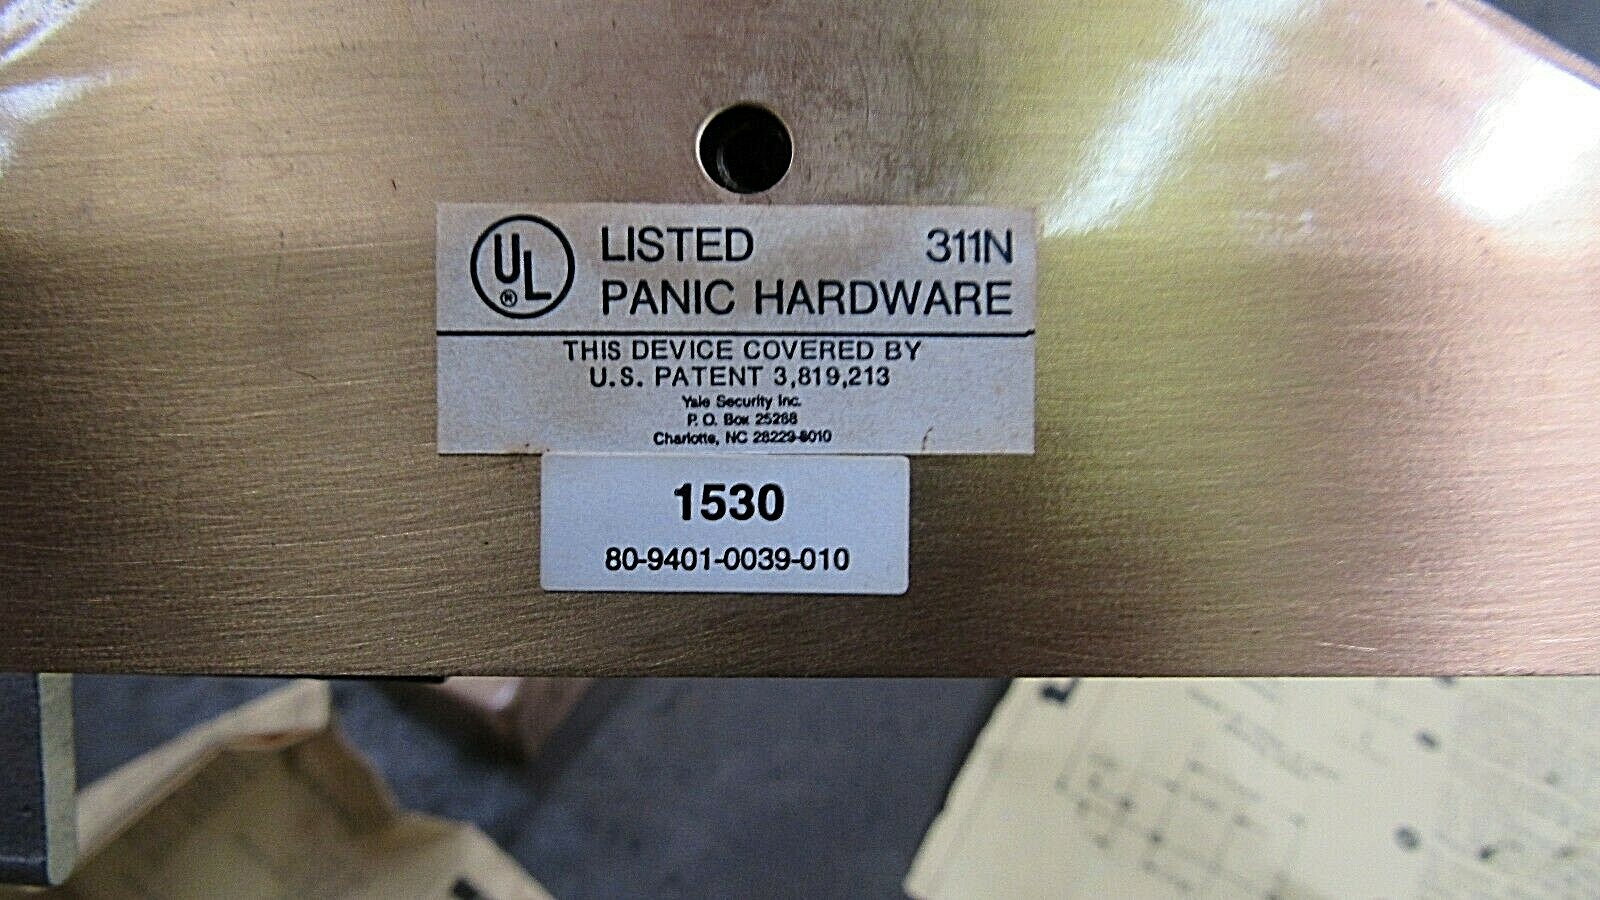 UL® LISTED 311N
PANIC HARDWARE
THIS DEVICE COVERED BY
U.S. PATENT 3,819,213
Yale Security Inc.
P.O. Box 25288
Charlotte, NC 28229-8010
1530
80-9401-0039-010